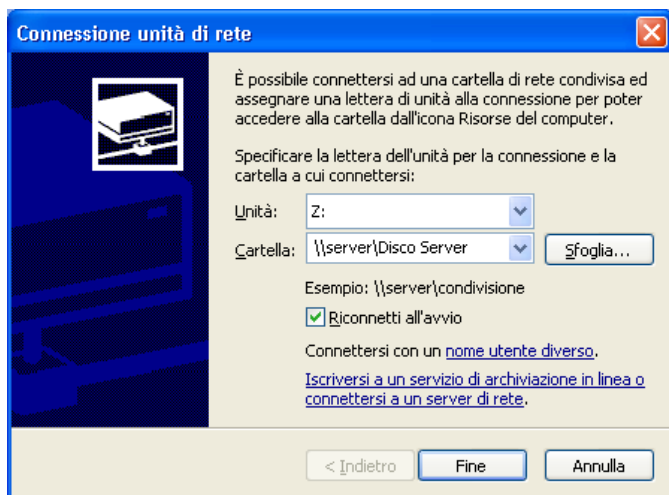 Connessione unità di rete
È possibile connettersi ad una cartella di rete condivisa ed
assegnare una lettera di unità alla connessione per poter
accedere alla cartella dall'icona Risorse del computer.
Specificare la lettera dell'unità per la connessione e la
cartella a cui connettersi:
Unità: Z:
Cartella: \\server\Disco Server Sfoglia...
Esempio: \\server\condivisione
Riconnetti all'avvio
Connettersi con un nome utente diverso.
Iscriversi a un servizio di archiviazione in linea o
connettersi a un server di rete.
< Indietro Fine Annulla